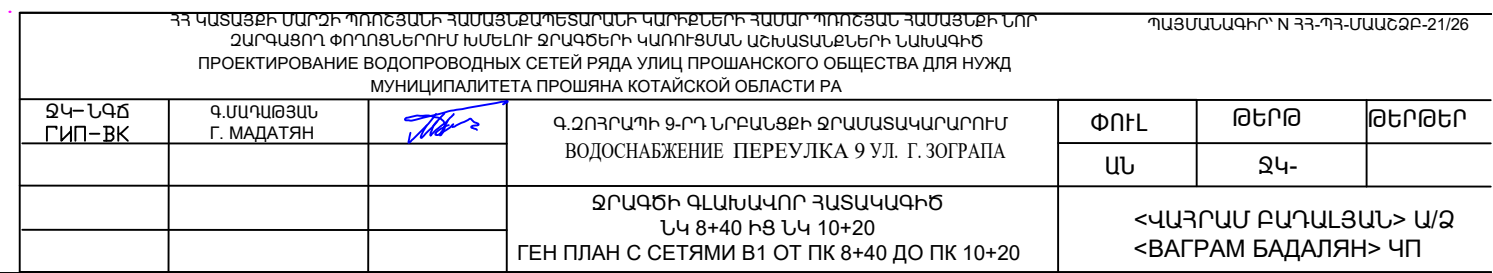 ՀՀ ԿԱՏԱՅՔԻ ՄԱՐԶԻ ՊՌՈՇՅԱՆԻ ՀԱՄԱՅՆՔԱՊԵՏԱՐԱՆԻ ԿԱՐԻՔՆԵՐԻ ՀԱՄԱՐ ՊՌՈՇՅԱՆ ՀԱՄԱՅՆՔԻ ՆՈՐ
ԶԱՐԳԱՑՈՂ ՓՈՂՈՑՆԵՐՈՒՄ ԽՄԵԼՈՒ ՋՐԱԳԾԵՐԻ ԿԱՌՈՒՑՄԱՆ ԱՇԽԱՏԱՆՔՆԵՐԻ ՆԱԽԱԳԻԾ
ПРОЕКТИРОВАНИЕ ВОДОПРОВОДНЫХ СЕТЕЙ РЯДА УЛИЦ ПРОШАНСКОГО ОБЩЕСТВА ДЛЯ НУЖД
МУНИЦИПАЛИТЕТА ПРОШЯНА КОТАЙСКОЙ ОБЛАСТИ РА
ՊԱՅՄԱՆԱԳԻՐ՝ N ՀՀ-ՊՀ-ՄԱԱՇՁԲ-21/26
ՋԿ-ՆԳՃ
ГИП-ВК
Գ.ՄԱԴԱԹՅԱՆ
Г. МАДАТЯН
Գ.ԶՈՀՐԱՊԻ 9-ՐԴ ՆՐԲԱՆՑՔԻ ՋՐԱՄԱՏԱԿԱՐԱՐՈՒՄ
ВОДОСНАБЖЕНИЕ ПЕРЕУЛКА 9 УЛ. Г. ЗОГРАПА
ՓՈՒԼ
ԹԵՐԹ
ԹԵՐԹԵՐ
ԱՆ
ՋԿ-
ՋՐԱԳԾԻ ԳԼԽԱՎՈՐ ՀԱՏԱԿԱԳԻԾ
ՆԿ 8+40 ԻՑ ՆԿ 10+20
ГЕН ПЛАН С СЕТЯМИ В1 ОТ ПК 8+40 ДО ПК 10+20
<ՎԱՀՐԱՄ ԲԱԴԱԼՅԱՆ> Ա/Ձ
<ВАГРАМ БАДАЛЯН> ЧП